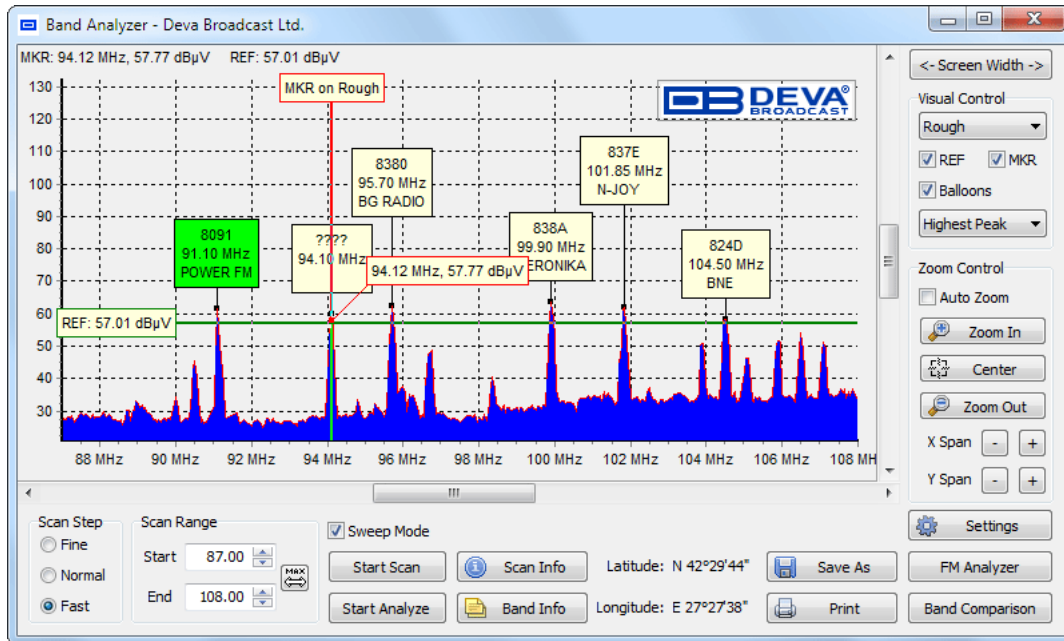 Band Analyzer - Deva Broadcast Ltd.
MKR: 94.12 MHz, 57.77 dBµV REF: 57.01 dBµV
<- Screen Width ->
130
120
110
100
90
80
70
60
50
40
30
MKR on Rough
DEVA®
BROADCAST
8091
91.10 MHz
POWER FM
????
94.10 MHz
94.12 MHz, 57.77 dBµV
8380
95.70 MHz
BG RADIO
838A
99.90 MHz
ERONIKA
837E
101.85 MHz
N-JOY
824D
104.50 MHz
BNE
REF: 57.01 dBµV
88 MHz 90 MHz 92 MHz 94 MHz 96 MHz 98 MHz 100 MHz 102 MHz 104 MHz 106 MHz 108 MH
Visual Control
Rough
REF MKR
Balloons
Highest Peak
Zoom Control
Auto Zoom
Zoom In
Center
Zoom Out
X Span - +
Y Span - +
Settings
FM Analyzer
Band Comparison
Scan Step
Fine
Normal
Fast
Scan Range
Start 87.00
End 108.00
MAX
Sweep Mode
Start Scan
Scan Info
Latitude: N 42°29'44"
Save As
Start Analyze
Band Info
Longitude: E 27°27'38"
Print